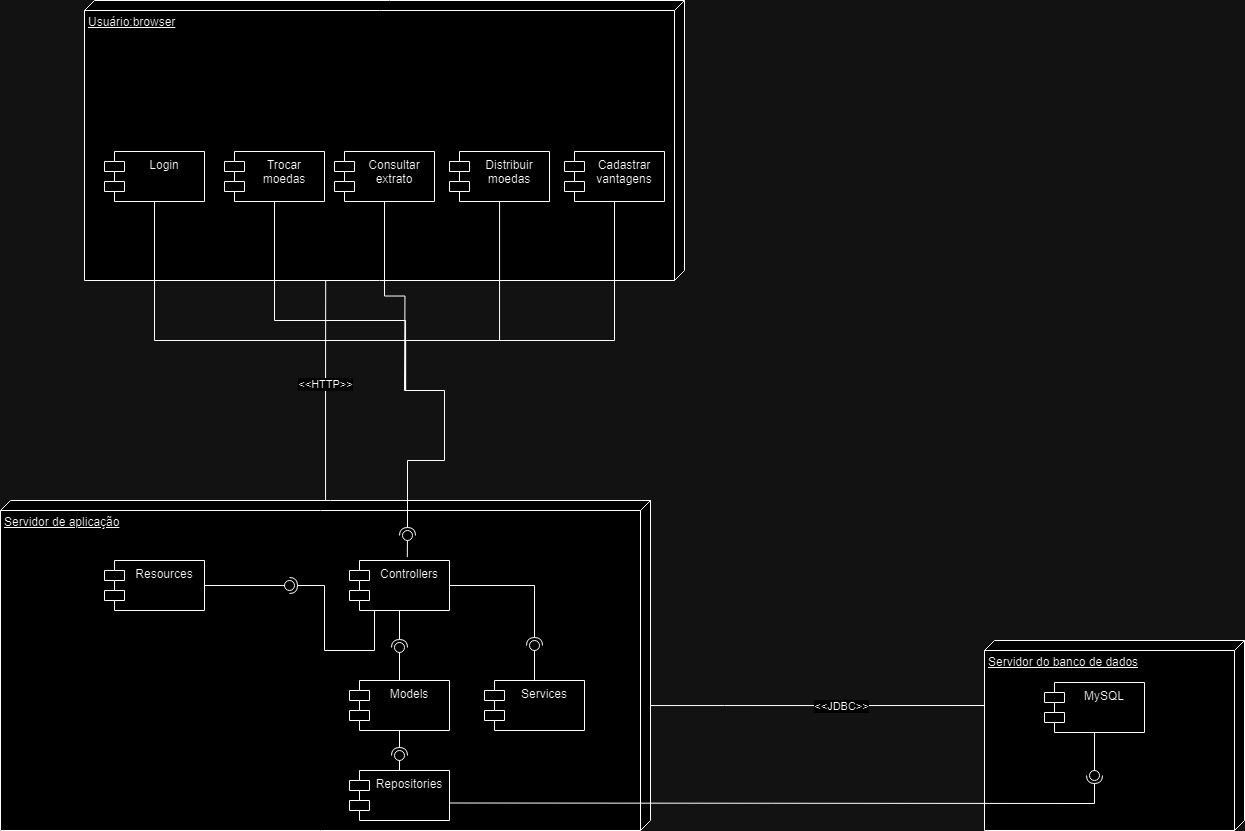 Usuário:browser
Login
Trocar
moedas
Consultar
extrato
Distribuir
moedas
Cadastrar
vantagens
<<HTTP>>
Servidor de aplicação
Resources
Controllers
Models
Services
Repositories
<<JDBC>>
Servidor do banco de dados
MySQL